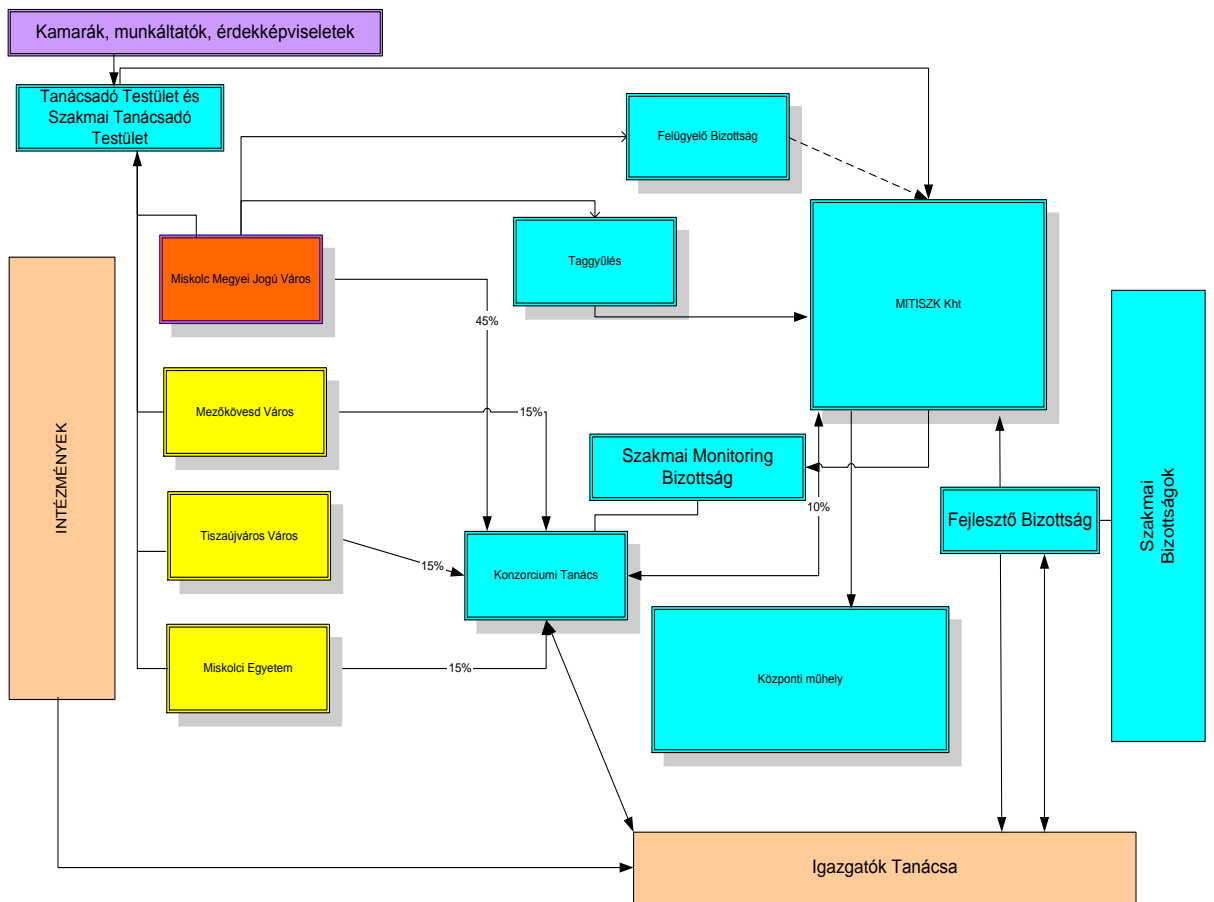 Kamarák, munkáltatók, érdekképviseletek
Tanácsadó Testület és
Szakmai Tanácsadó
Testület
Felügyelő Bizottság
Miskolc Megyei Jogú Város
Taggyűlés
MITISZK Kht
45%
INTÉZMÉNYEK
Mezőkövesd Város
15%
Szakmai Monitoring
Bizottság
10%
Fejlesztő Bizottság
Szakmai
Bizottságok
Tiszaújváros Város
15%
Konzorciumi Tanács
Miskolci Egyetem
15%
Központi műhely
Igazgatók Tanácsa